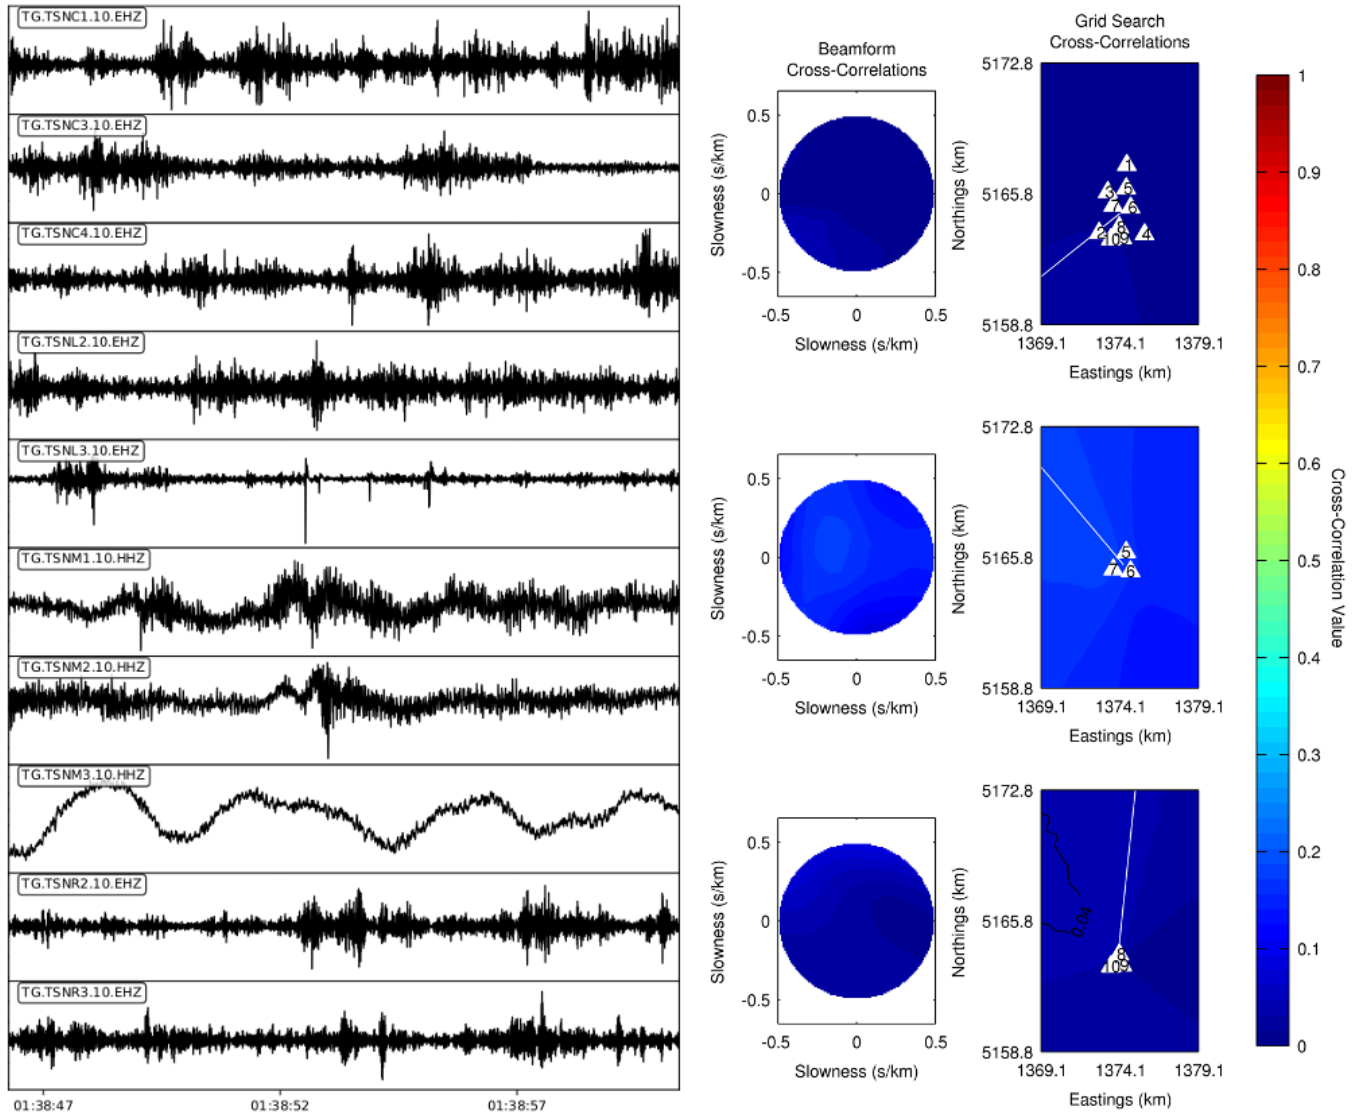 TG.TSNC1.10.EHZ
TG.TSNC3.10.EHZ
TG.TSNC4.10.EHZ
TG.TSNL2.10.EHZ
TG.TSNL3.10.EHZ
TG.TSNM1.10.HHZ
TG.TSNM2.10.HHZ
TG.TSNM3.10.HHZ
TG.TSNR2.10.EHZ
TG.TSNR3.10.EHZ
01:38:47 01:38:52 01:38:57
Beamform
Cross-Correlations
Slowness (s/km)
0.5
0
-0.5
-0.5 0 0.5
Slowness (s/km)
Grid Search
Cross-Correlations
Northings (km)
5172.8
5165.8
5158.8
1
3 5
7 6
2 8 4
10 9
1369.1 1374.1 1379.1
Eastings (km)
Slowness (s/km)
0.5
0
-0.5
-0.5 0 0.5
Slowness (s/km)
Northings (km)
5172.8
5165.8
5158.8
5
7 6
1369.1 1374.1 1379.1
Eastings (km)
Slowness (s/km)
0.5
0
-0.5
-0.5 0 0.5
Slowness (s/km)
Northings (km)
5172.8
5165.8
5158.8
0.04
8
10 9
1369.1 1374.1 1379.1
Eastings (km)
1
0.9
0.8
0.7
0.6
0.5
0.4
0.3
0.2
0.1
0
Cross-Correlation Value